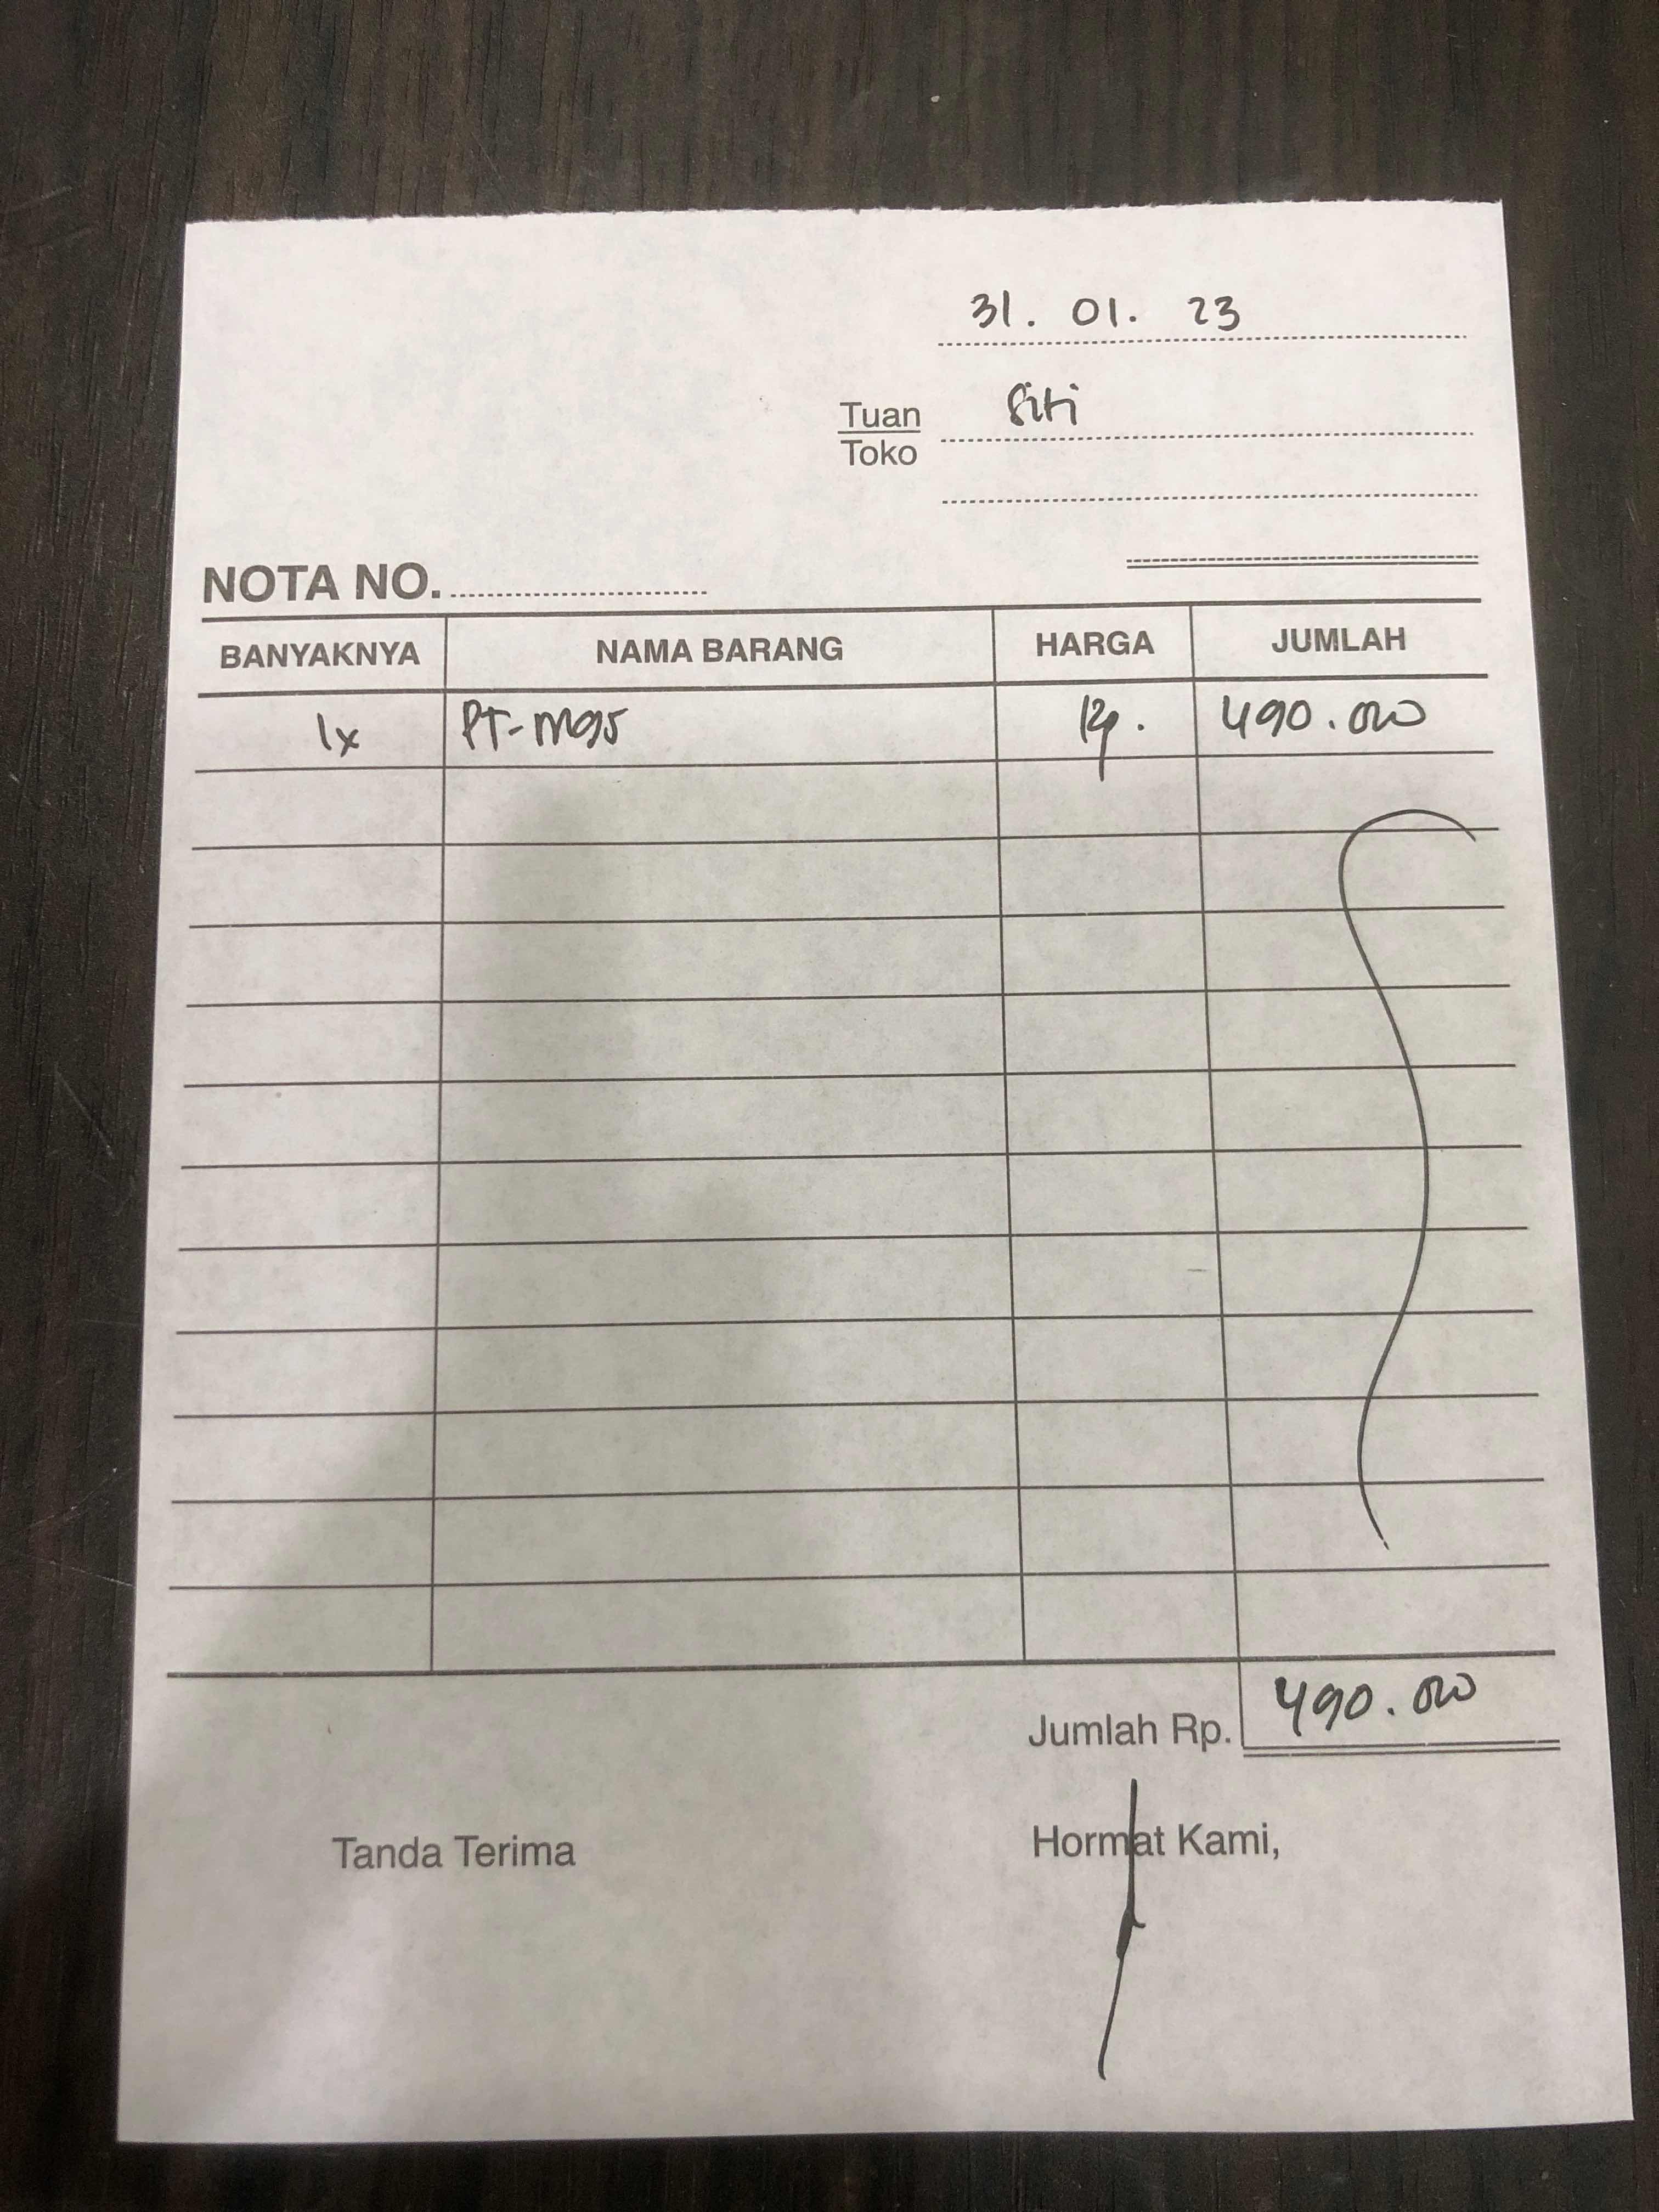 31. 01. 23
Tuan Siti
Toko
NOTA NO.
BANYAKNYA NAMA BARANG HARGA JUMLAH
1x PT-M95 Rp. 490.000
Jumlah Rp. 490.000
Tanda Terima Hormat Kami,